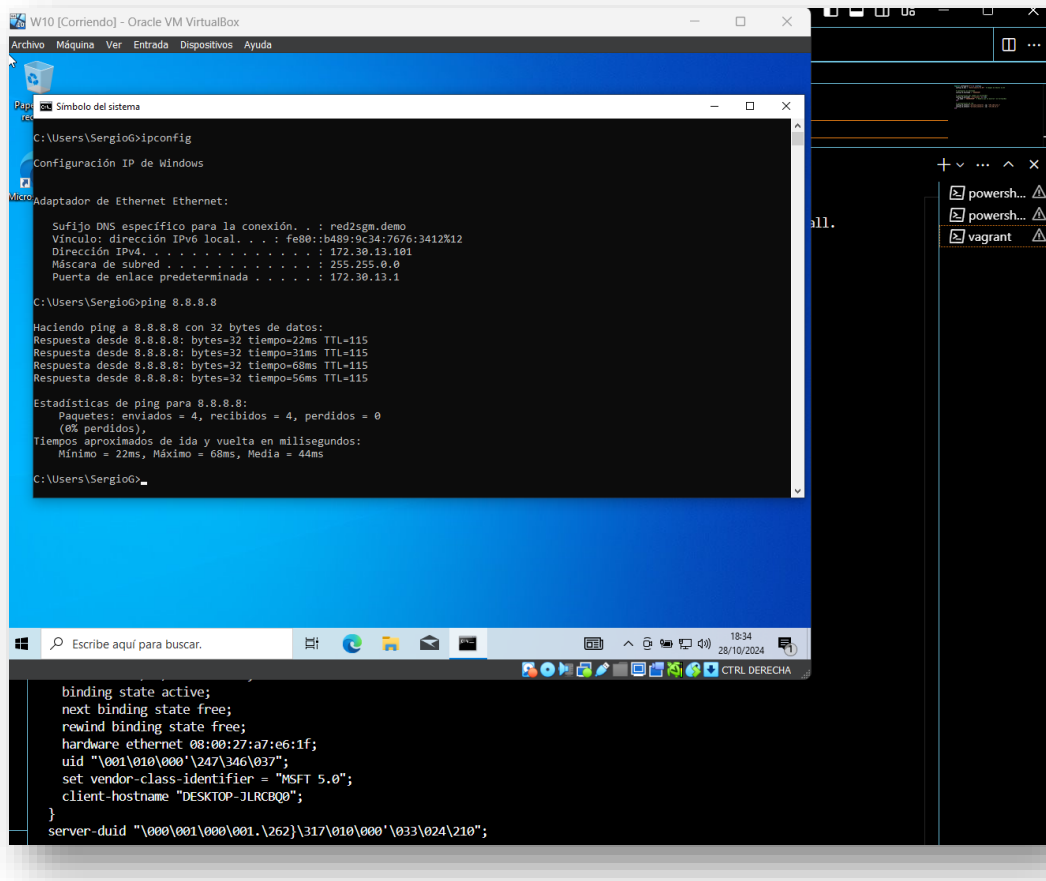 W10 [Corriendo] - Oracle VM VirtualBox
Archivo Máquina Ver Entrada Dispositivos Ayuda
Símbolo del sistema
C:\Users\SergioG>ipconfig
Configuración IP de Windows
Adaptador de Ethernet Ethernet:
Sufijo DNS específico para la conexión. . : red2sgm.demo
Vínculo: dirección IPv6 local. . . : fe80::b489:9c34:7676:3412%12
Dirección IPv4. . . . . . . . . . . . . . : 172.30.13.101
Máscara de subred . . . . . . . . . . . . : 255.255.0.0
Puerta de enlace predeterminada . . . . . : 172.30.13.1
C:\Users\SergioG>ping 8.8.8.8
Haciendo ping a 8.8.8.8 con 32 bytes de datos:
Respuesta desde 8.8.8.8: bytes=32 tiempo=22ms TTL=115
Respuesta desde 8.8.8.8: bytes=32 tiempo=31ms TTL=115
Respuesta desde 8.8.8.8: bytes=32 tiempo=68ms TTL=115
Respuesta desde 8.8.8.8: bytes=32 tiempo=56ms TTL=115
Estadísticas de ping para 8.8.8.8:
Paquetes: enviados = 4, recibidos = 4, perdidos = 0
(0% perdidos),
Tiempos aproximados de ida y vuelta en milisegundos:
Mínimo = 22ms, Máximo = 68ms, Media = 44ms
C:\Users\SergioG>
Escribe aquí para buscar.
18:34
28/10/2024
1
CTRL DERECHA
all.
powersh...
powersh...
vagrant
binding state active;
next binding state free;
rewind binding state free;
hardware ethernet 08:00:27:a7:e6:1f;
uid "\001\010\000'\247\346\037";
set vendor-class-identifier = "MSFT 5.0";
client-hostname "DESKTOP-JLRCBQ0";
}
server-duid "\000\001\000\001.\262}\317\010\000'\033\024\210";